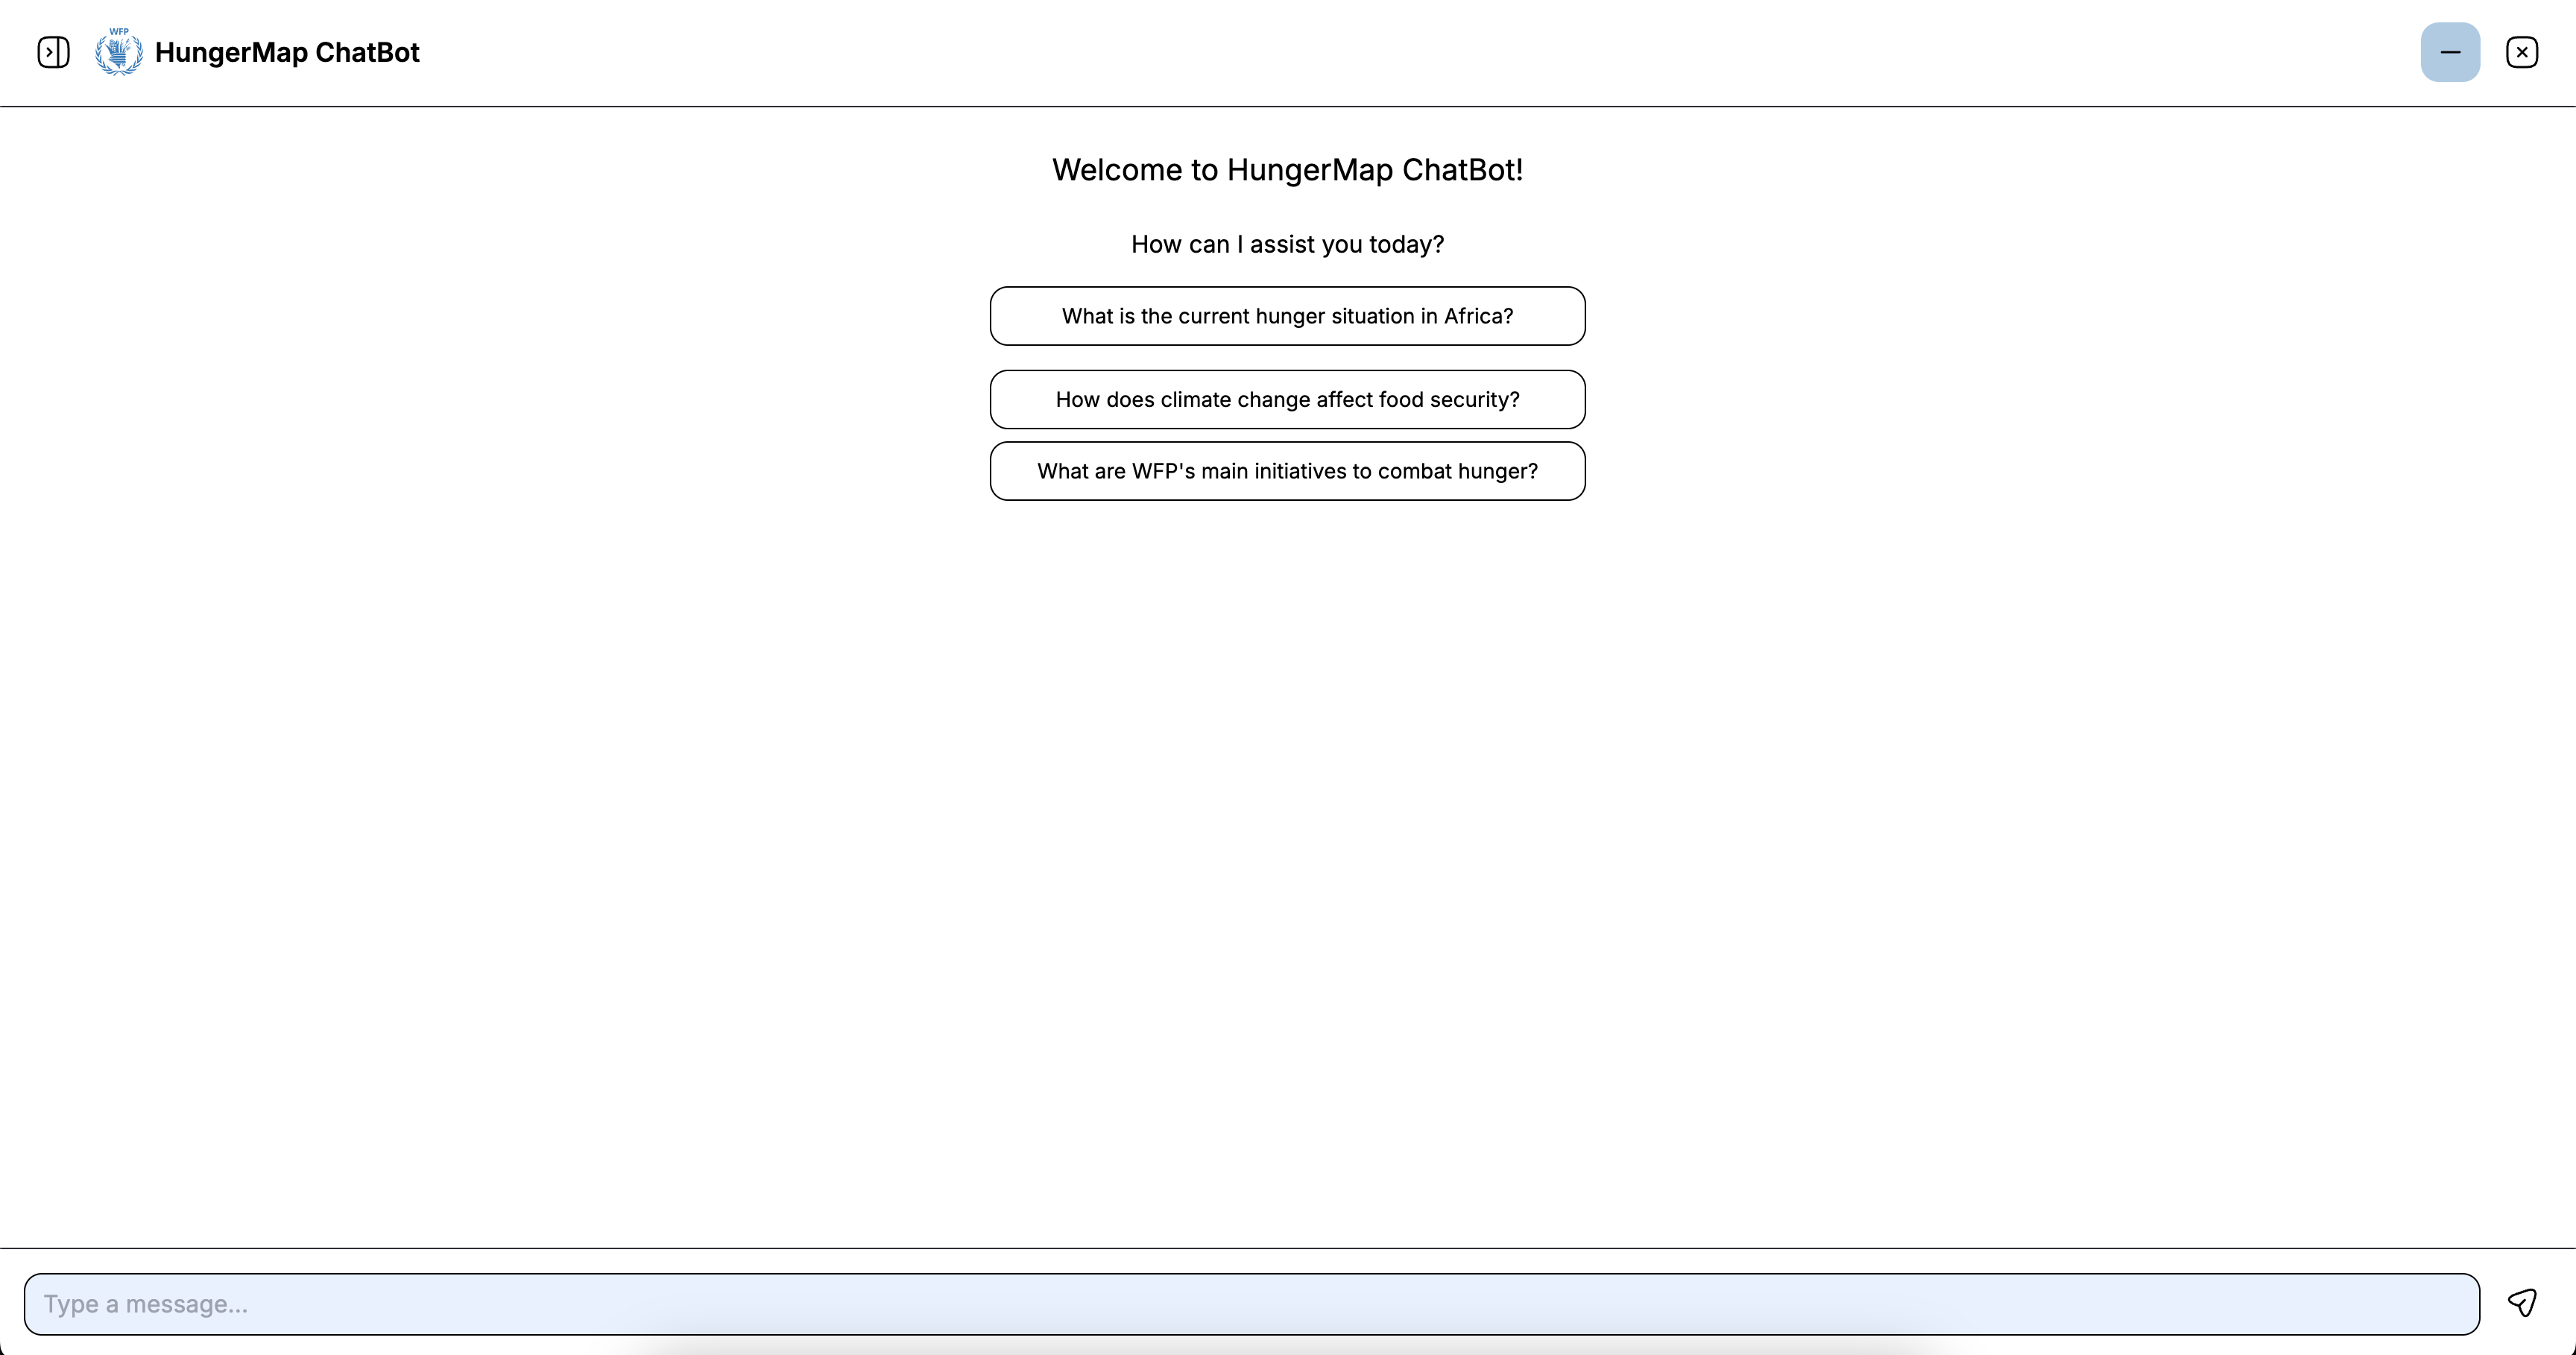 WFP
HungerMap ChatBot
Welcome to HungerMap ChatBot!
How can I assist you today?
What is the current hunger situation in Africa?
How does climate change affect food security?
What are WFP's main initiatives to combat hunger?
Type a message...